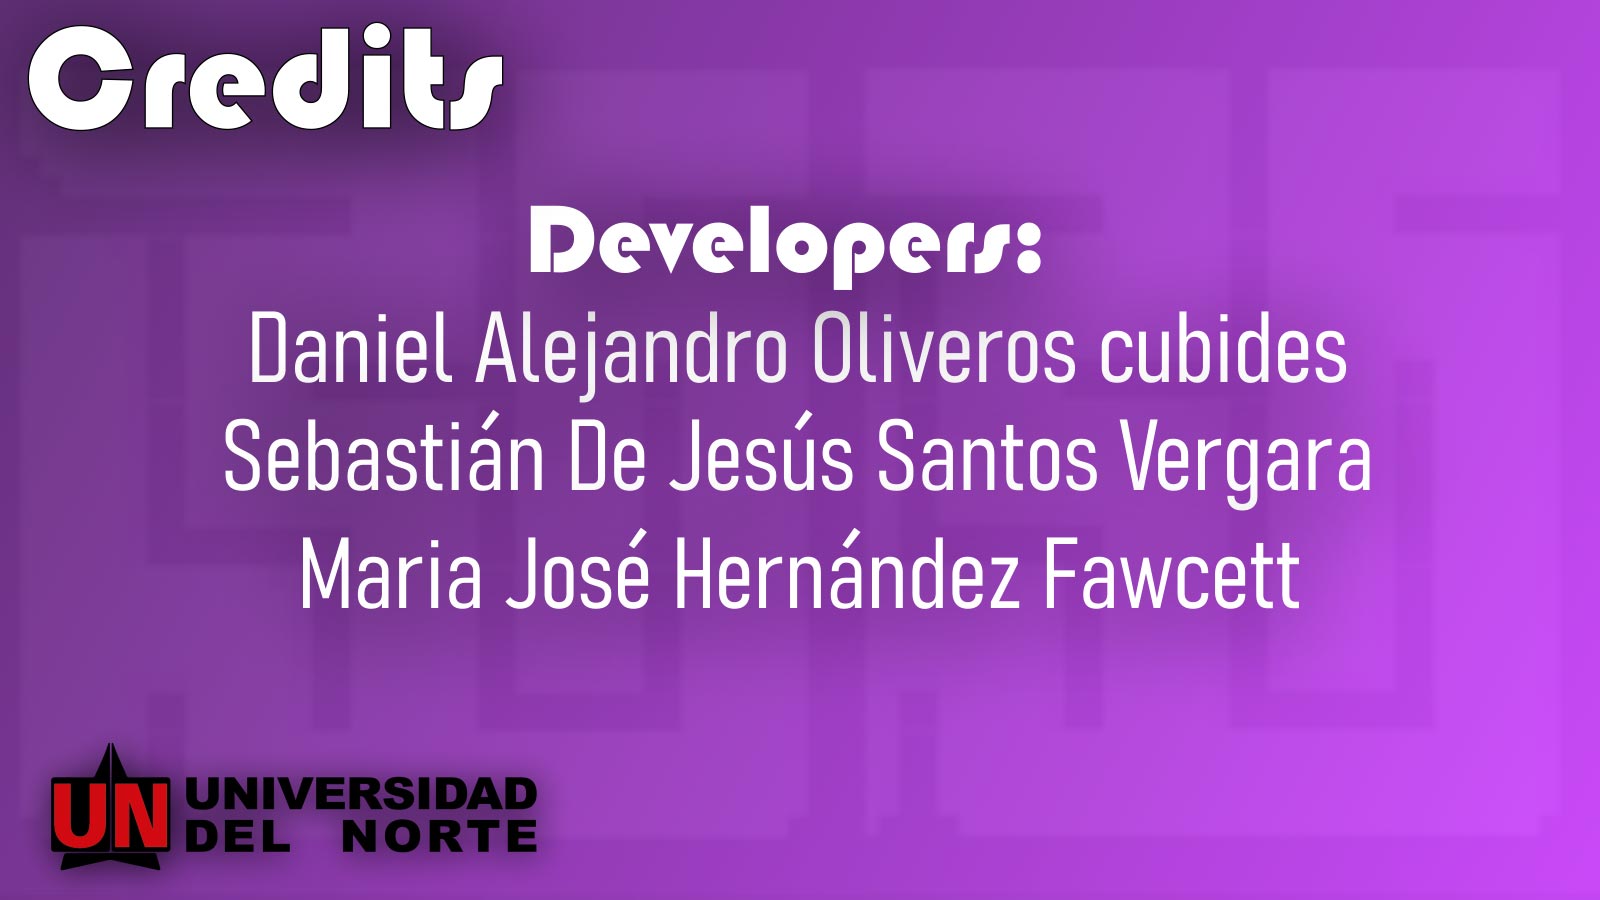 Credits
Developers:
Daniel Alejandro Oliveros cubides
Sebastián De Jesús Santos Vergara
Maria José Hernández Fawcett
UN
UNIVERSIDAD
DEL NORTE